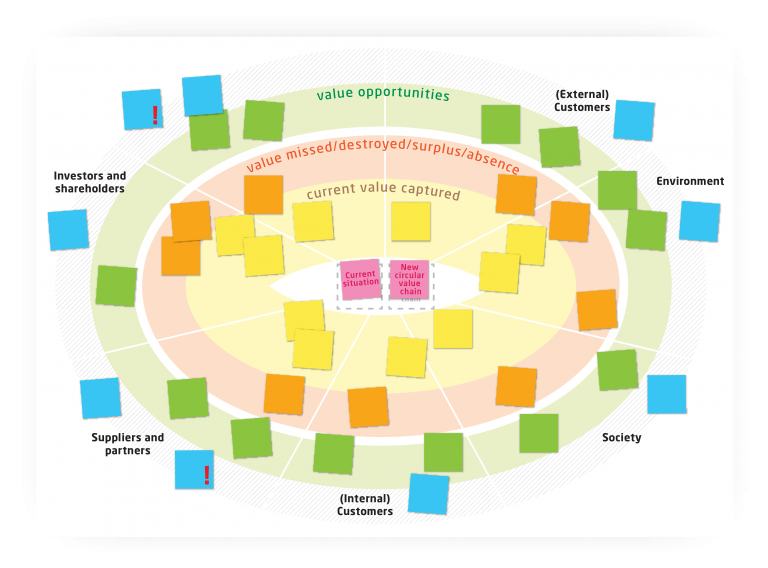 value opportunities
(External)
Customers
!
value missed/destroyed/surplus/absence
Investors and
shareholders
current value captured
Environment
Current
situation
New
circular
value
chain
chain
Suppliers and
partners
Society
!
(Internal)
Customers